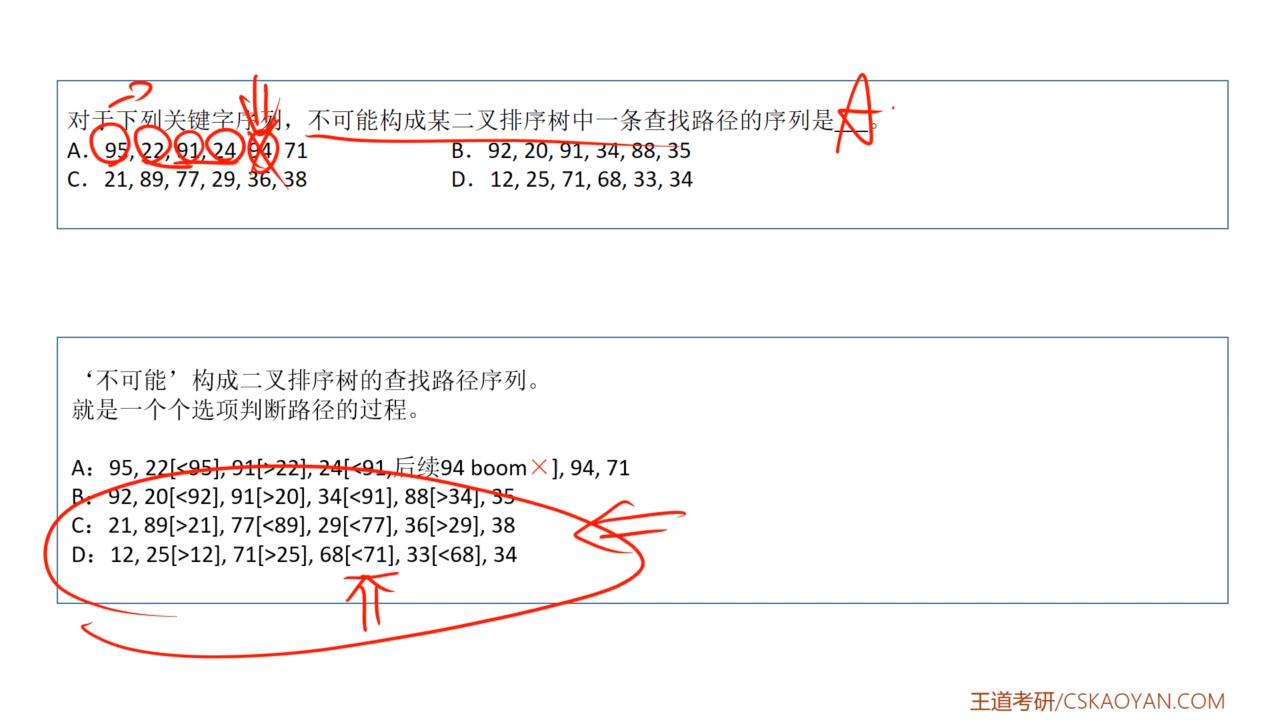 对于下列关键字序列，不可能构成某二叉排序树中一条查找路径的序列是___。 A
A. 95, 22, 91, 24, 94, 71 B. 92, 20, 91, 34, 88, 35
C. 21, 89, 77, 29, 36, 38 D. 12, 25, 71, 68, 33, 34
‘不可能’构成二叉排序树的查找路径序列。
就是一个个选项判断路径的过程。
A：95, 22[<95], 91[>22], 24[<91,后续94 boom×], 94, 71
B：92, 20[<92], 91[>20], 34[<91], 88[>34], 35
C：21, 89[>21], 77[<89], 29[<77], 36[>29], 38
D：12, 25[>12], 71[>25], 68[<71], 33[<68], 34
王道考研/CSKAOYAN.COM